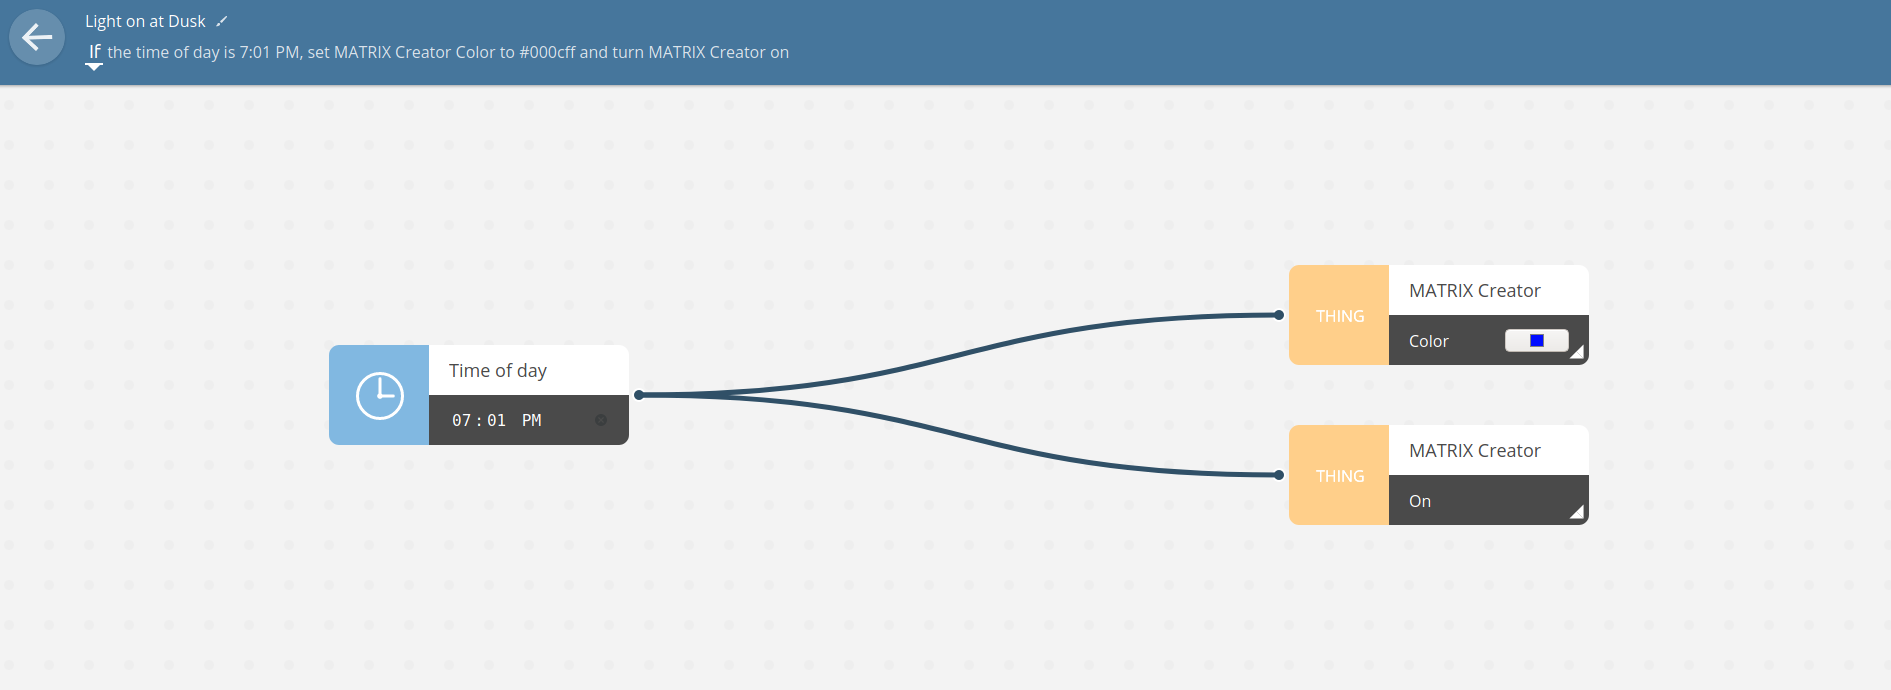 Light on at Dusk
If the time of day is 7:01 PM, set MATRIX Creator Color to #000cff and turn MATRIX Creator on
THING
MATRIX Creator
Color
Time of day
07:01 PM
THING
MATRIX Creator
On